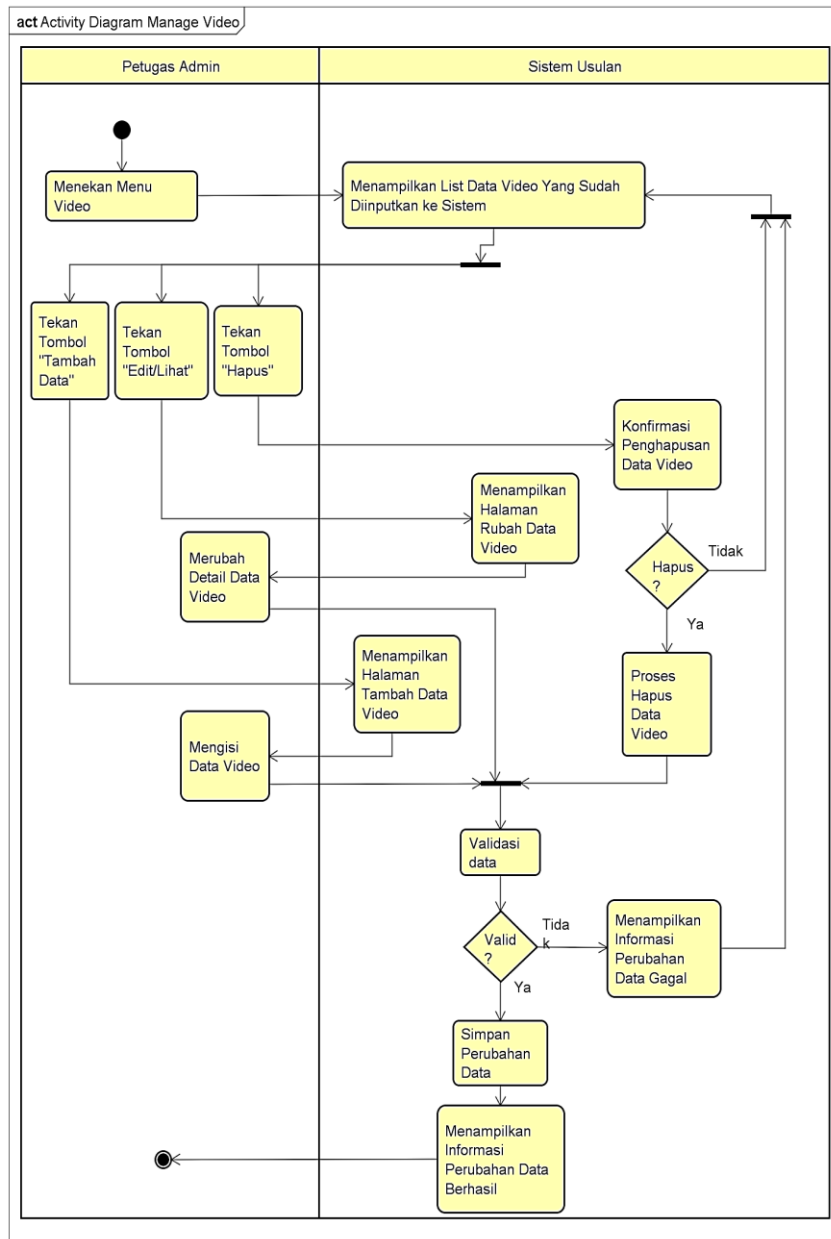 act Activity Diagram Manage Video
Petugas Admin
Sistem Usulan
Menekan Menu
Video
Menampilkan List Data Video Yang Sudah
Diinputkan ke Sistem
Tekan
Tombol
"Tambah
Data"
Tekan
Tombol
"Edit/Lihat"
Tekan
Tombol
"Hapus"
Konfirmasi
Penghapusan
Data Video
Menampilkan
Halaman
Rubah Data
Video
Merubah
Detail Data
Video
Hapus
?
Tidak
Ya
Menampilkan
Halaman
Tambah Data
Video
Proses
Hapus
Data
Video
Mengisi
Data Video
Validasi
data
Valid
?
Tida
k
Ya
Menampilkan
Informasi
Perubahan
Data Gagal
Simpan
Perubahan
Data
Menampilkan
Informasi
Perubahan Data
Berhasil